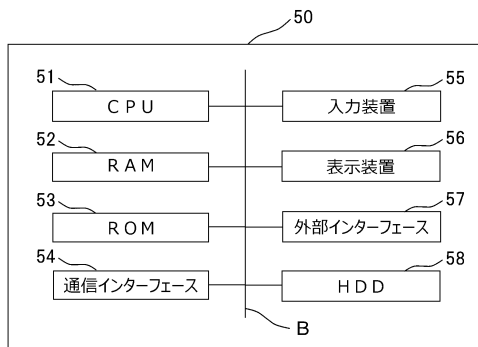 50
51
CPU
52
RAM
53
ROM
54
通信インターフェース
55
入力装置
56
表示装置
57
外部インターフェース
58
HDD
B